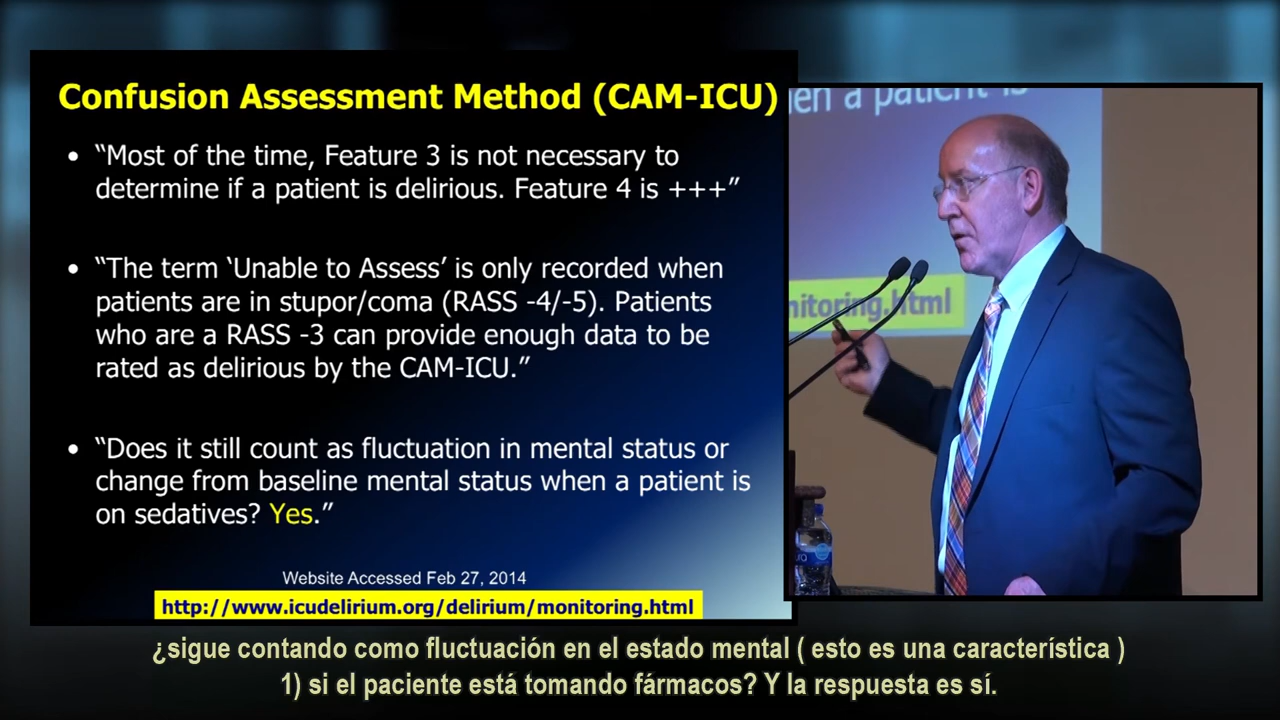 Confusion Assessment Method (CAM-ICU)
• “Most of the time, Feature 3 is not necessary to
determine if a patient is delirious. Feature 4 is +++”
• “The term ‘Unable to Assess’ is only recorded when
patients are in stupor/coma (RASS -4/-5). Patients
who are a RASS -3 can provide enough data to be
rated as delirious by the CAM-ICU.”
• “Does it still count as fluctuation in mental status or
change from baseline mental status when a patient is
on sedatives? Yes.”
Website Accessed Feb 27, 2014
http://www.icudelirium.org/delirium/monitoring.html
when a patient is
nitoring.html
¿sigue contando como fluctuación en el estado mental ( esto es una característica )
1) si el paciente está tomando fármacos? Y la respuesta es sí.